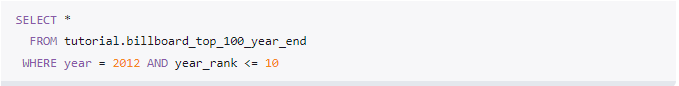 SELECT *
FROM tutorial.billboard_top_100_year_end
WHERE year = 2012 AND year_rank <= 10